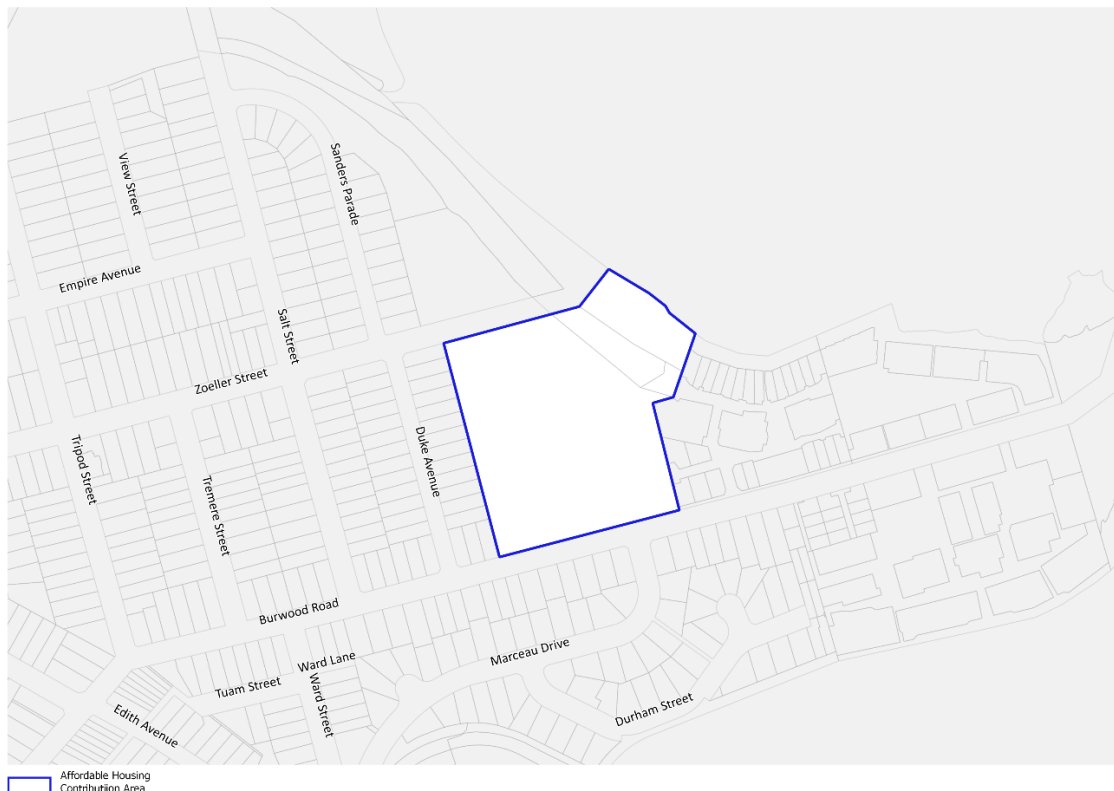 View Street
Sanders Parade
Empire Avenue
Salt Street
Zoeller Street
Tripod Street
Duke Avenue
Tremere Street
Burwood Road
Marceau Drive
Ward Lane
Tuam Street
Ward Street
Durham Street
Edith Avenue
Affordable Housing
Contributiion Area